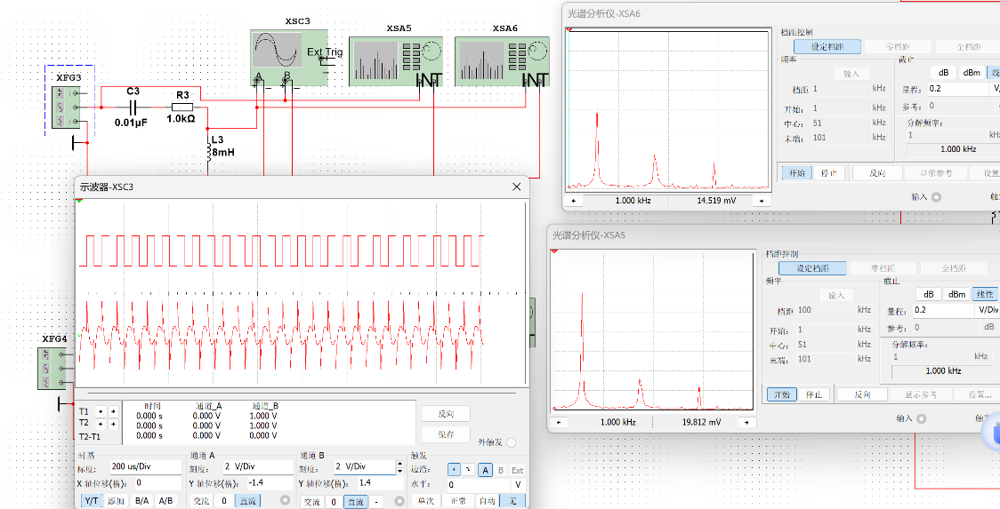 XSC3
XSA5
XSA6
Ext Trig
A
B
INT
INT
XFG3
C3
0.01µF
R3
1.0kΩ
L3
8mH
XFG4
光谱分析仪-XSA6
档距控制
设定档距
零档距
全档距
频率
输入
档距 1 kHz
开始: 1 kHz
中心: 51 kHz
末端: 101 kHz
截止
dB
dBm
量程: 0.2
参考: 0
分解频率:
1
1.000 kHz
开始
停止
反向
显示参考
设置
1.000 kHz
14.519 mV
输入
光谱分析仪-XSA5
档距控制
设定档距
零档距
全档距
频率
输入
档距 100 kHz
开始: 1 kHz
中心: 51 kHz
末端: 101 kHz
截止
dB
dBm
线性
量程: 0.2 V/Div
参考: 0 dB
分解频率:
1 kHz
1.000 kHz
开始
停止
反向
显示参考
设置...
1.000 kHz
19.812 mV
输入
示波器-XSC3
时间 通道_A 通道_B
T1 0.000 s 0.000 V 1.000 V
T2 0.000 s 0.000 V 1.000 V
T2-T1 0.000 s 0.000 V 0.000 V
反向
保存
外触发
时基
标度: 200 us/Div
X 轴位移(格): 0
Y/T
添加
B/A
A/B
通道 A
刻度: 2 V/Div
Y 轴位移(格): -1.4
交流
0
直流
通道 B
刻度: 2 V/Div
Y 轴位移(格): 1.4
交流
0
直流
-
触发
边沿:
A
B
Ext
水平: 0 V
单次
正常
自动
无